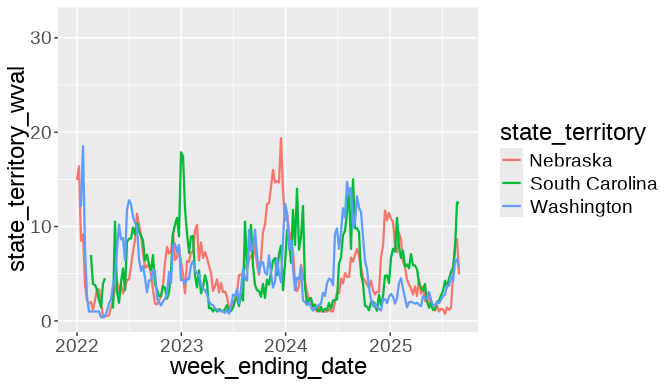 30
20
10
0
state_territory_wval
2022 2023 2024 2025
week_ending_date
state_territory
Nebraska
South Carolina
Washington